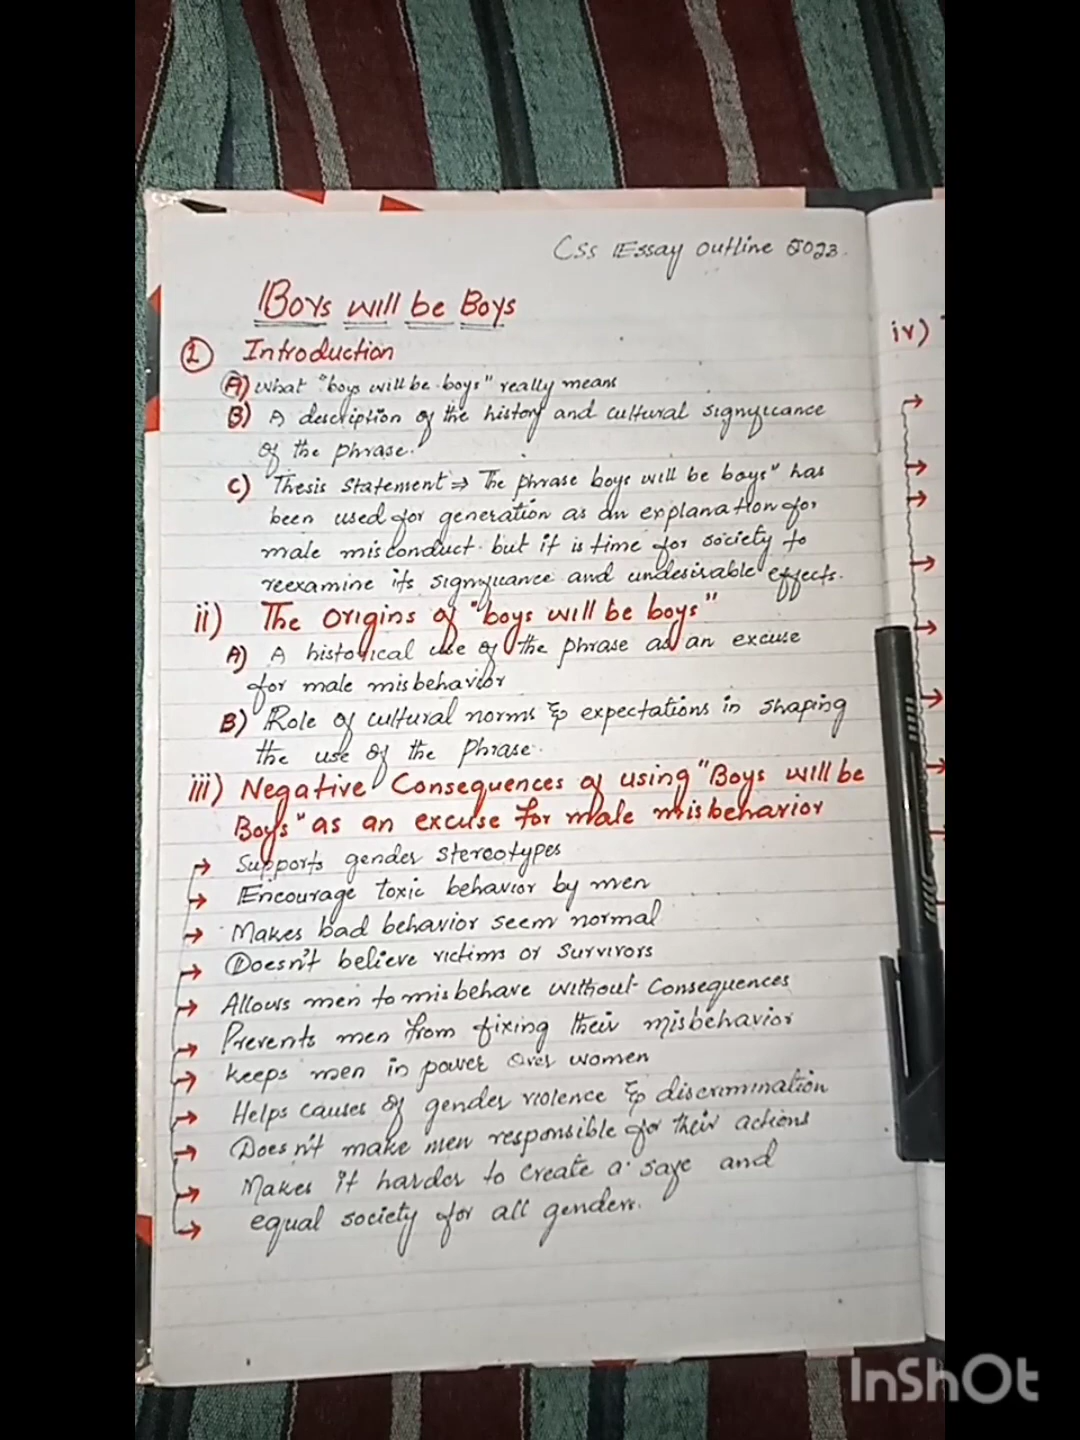 Css Essay outline 2023.
Boys will be Boys
1 Introduction
A) What "boys will be boys" really means
B) A description of the history and cultural significance
of the phrase.
C) Thesis statement ⇒ The phrase boys will be boys" has
been used for generation as an explanation for
male misconduct but it is time for society to
reexamine its significance and undesirable effects.
ii) The Origins of "boys will be boys"
A) A historical use of the phrase as an excuse
for male misbehavior
B) Role of cultural norms & expectations in shaping
the use of the Phrase.
iii) Negative Consequences of using "Boys will be
Boys" as an excuse for male misbehavior
→ Supports gender stereotypes
→ Encourage toxic behavior by men
→ Makes bad behavior seem normal
→ Doesn't believe victims or survivors
→ Allows men to misbehave without Consequences
→ Prevents men from fixing their misbehavior
→ keeps men in power over women
→ Helps causes of gender violence & discrimination
→ Doesn't make men responsible for their actions
→ Makes it harder to create a safe and
→ equal society for all genders.
iv)
InShOt